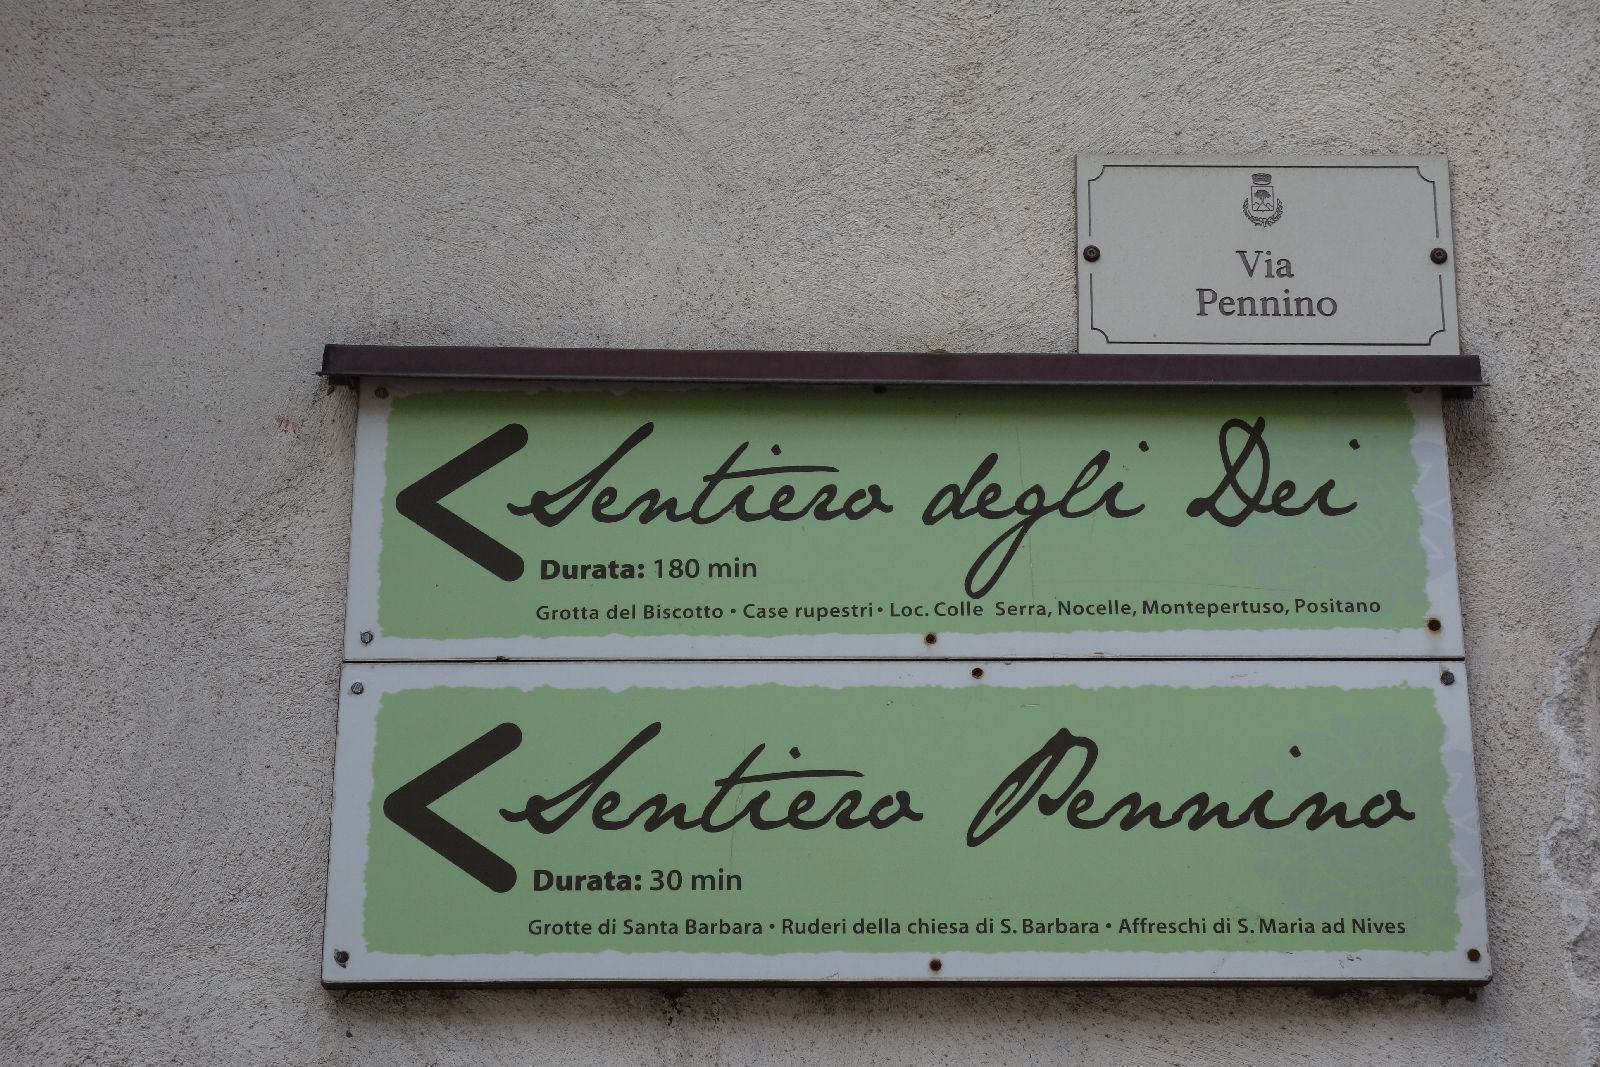 Via
Pennino
Sentiero degli Dei
Durata: 180 min
Grotta del Biscotto • Case rupestri • Loc. Colle Serra, Nocelle, Montepertuso, Positano
Sentiero Pennino
Durata: 30 min
Grotte di Santa Barbara • Ruderi della chiesa di S. Barbara • Affreschi di S. Maria ad Nives